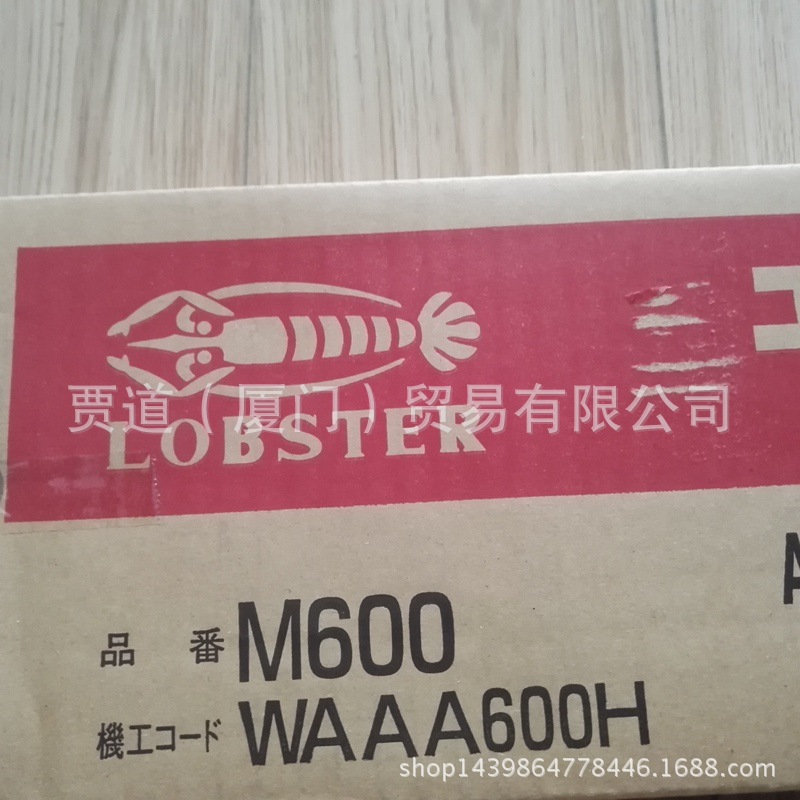 LOBSTER
贾道（厦门）贸易有限公司
品 番 M600
機工コード WAAA600H
shop1439864778446.1688.com